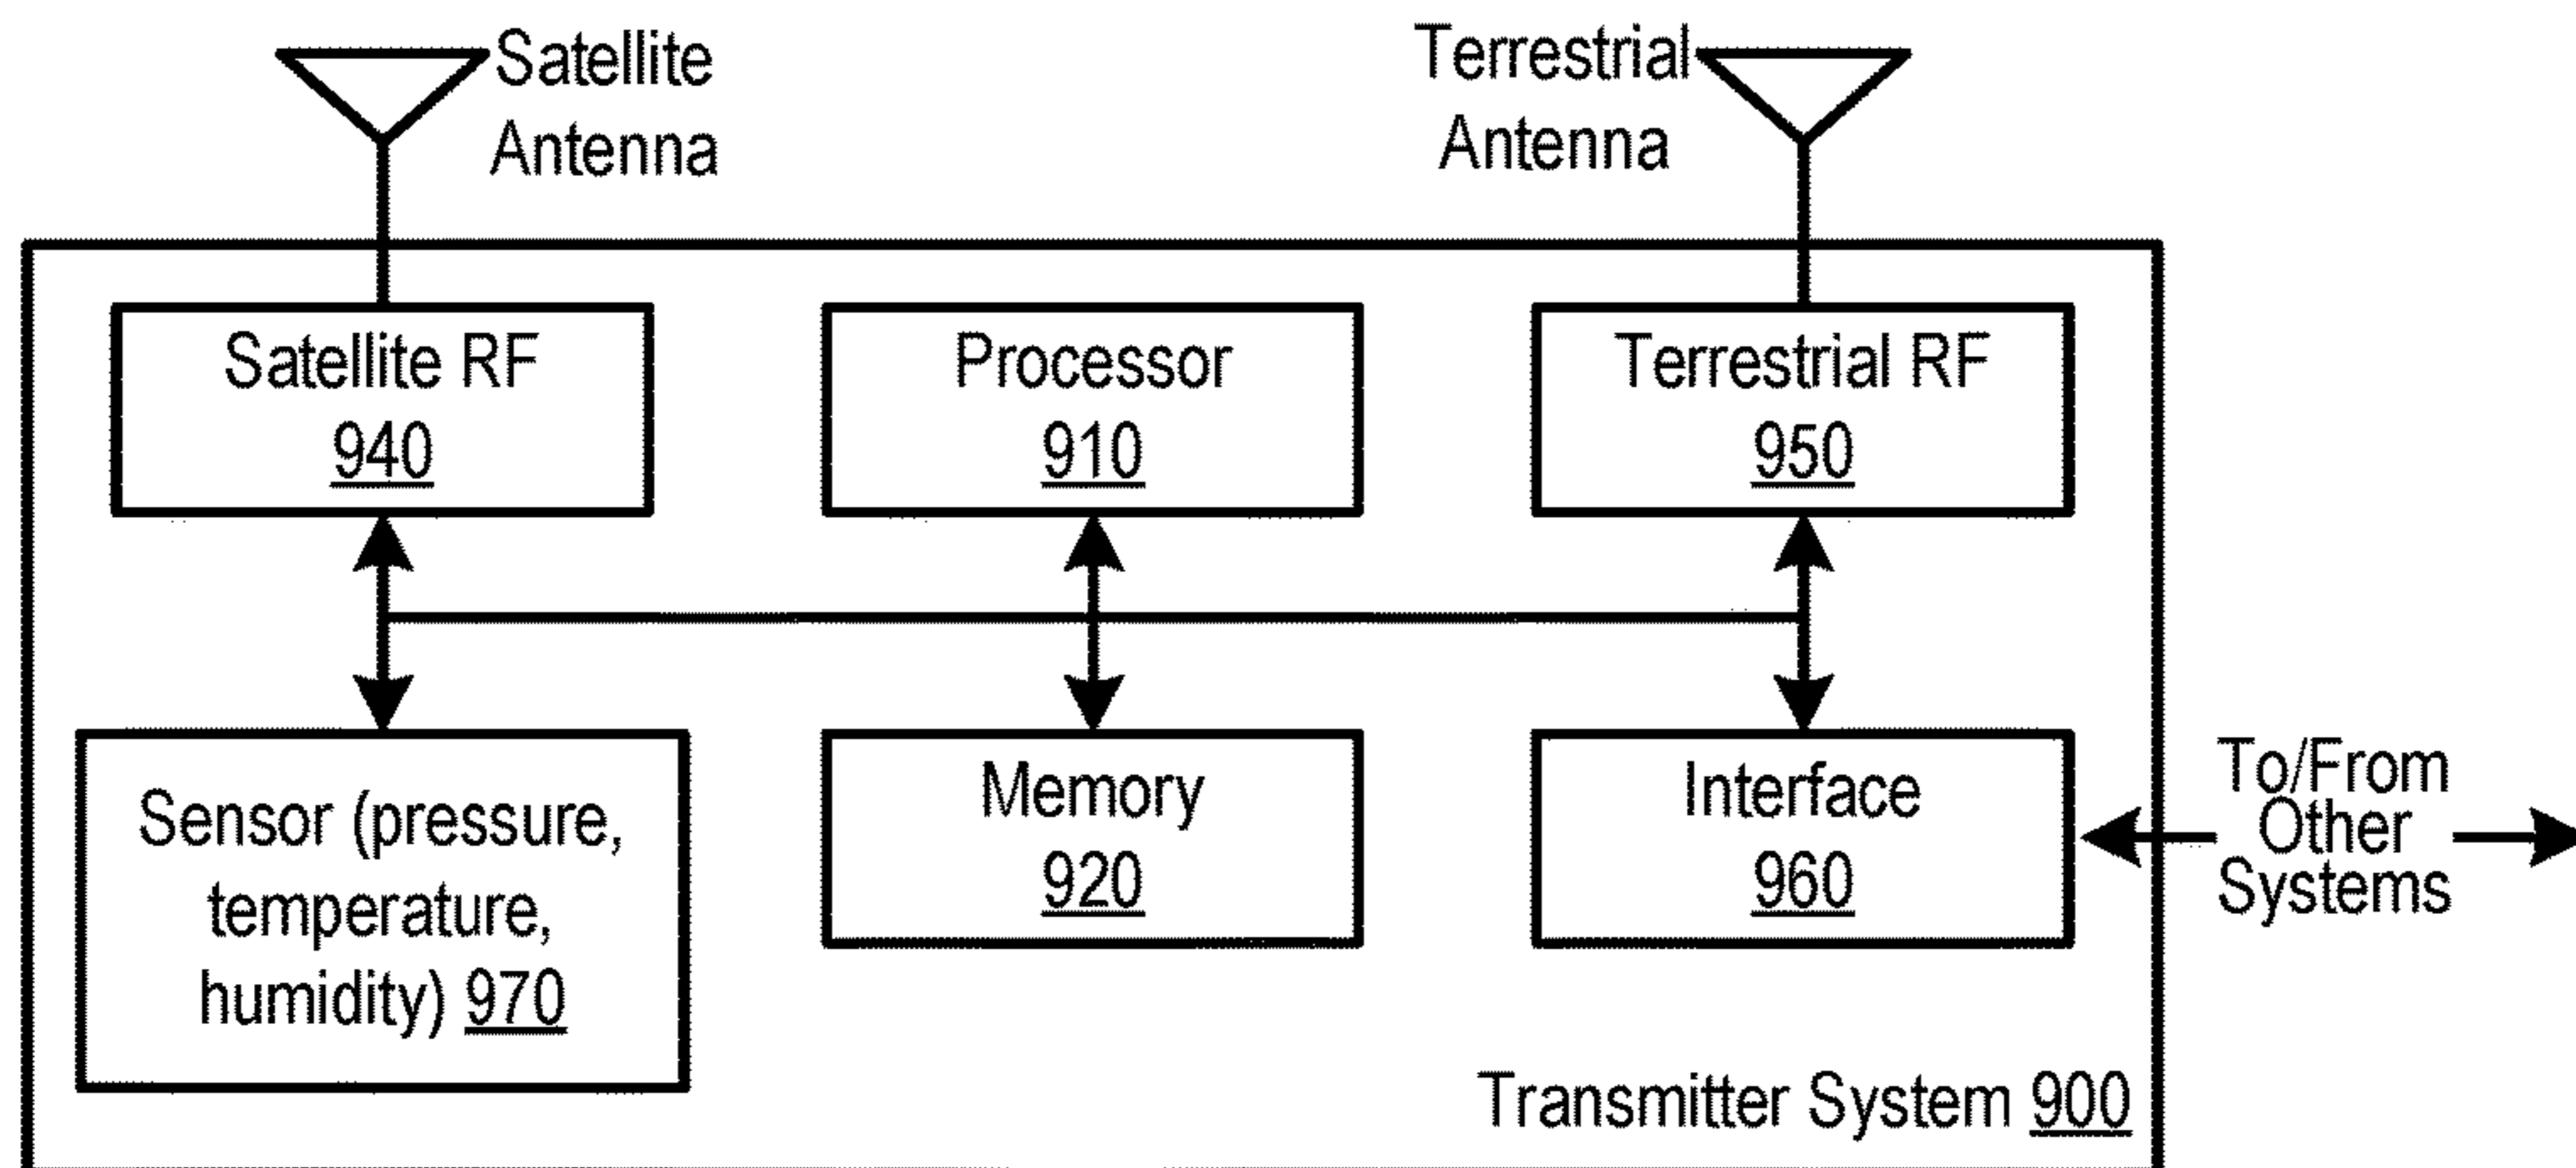 Satellite
Antenna
Terrestrial
Antenna
Satellite RF
940
Processor
910
Terrestrial RF
950
Sensor (pressure,
temperature,
humidity) 970
Memory
920
Interface
960
To/From
Other
Systems
Transmitter System 900